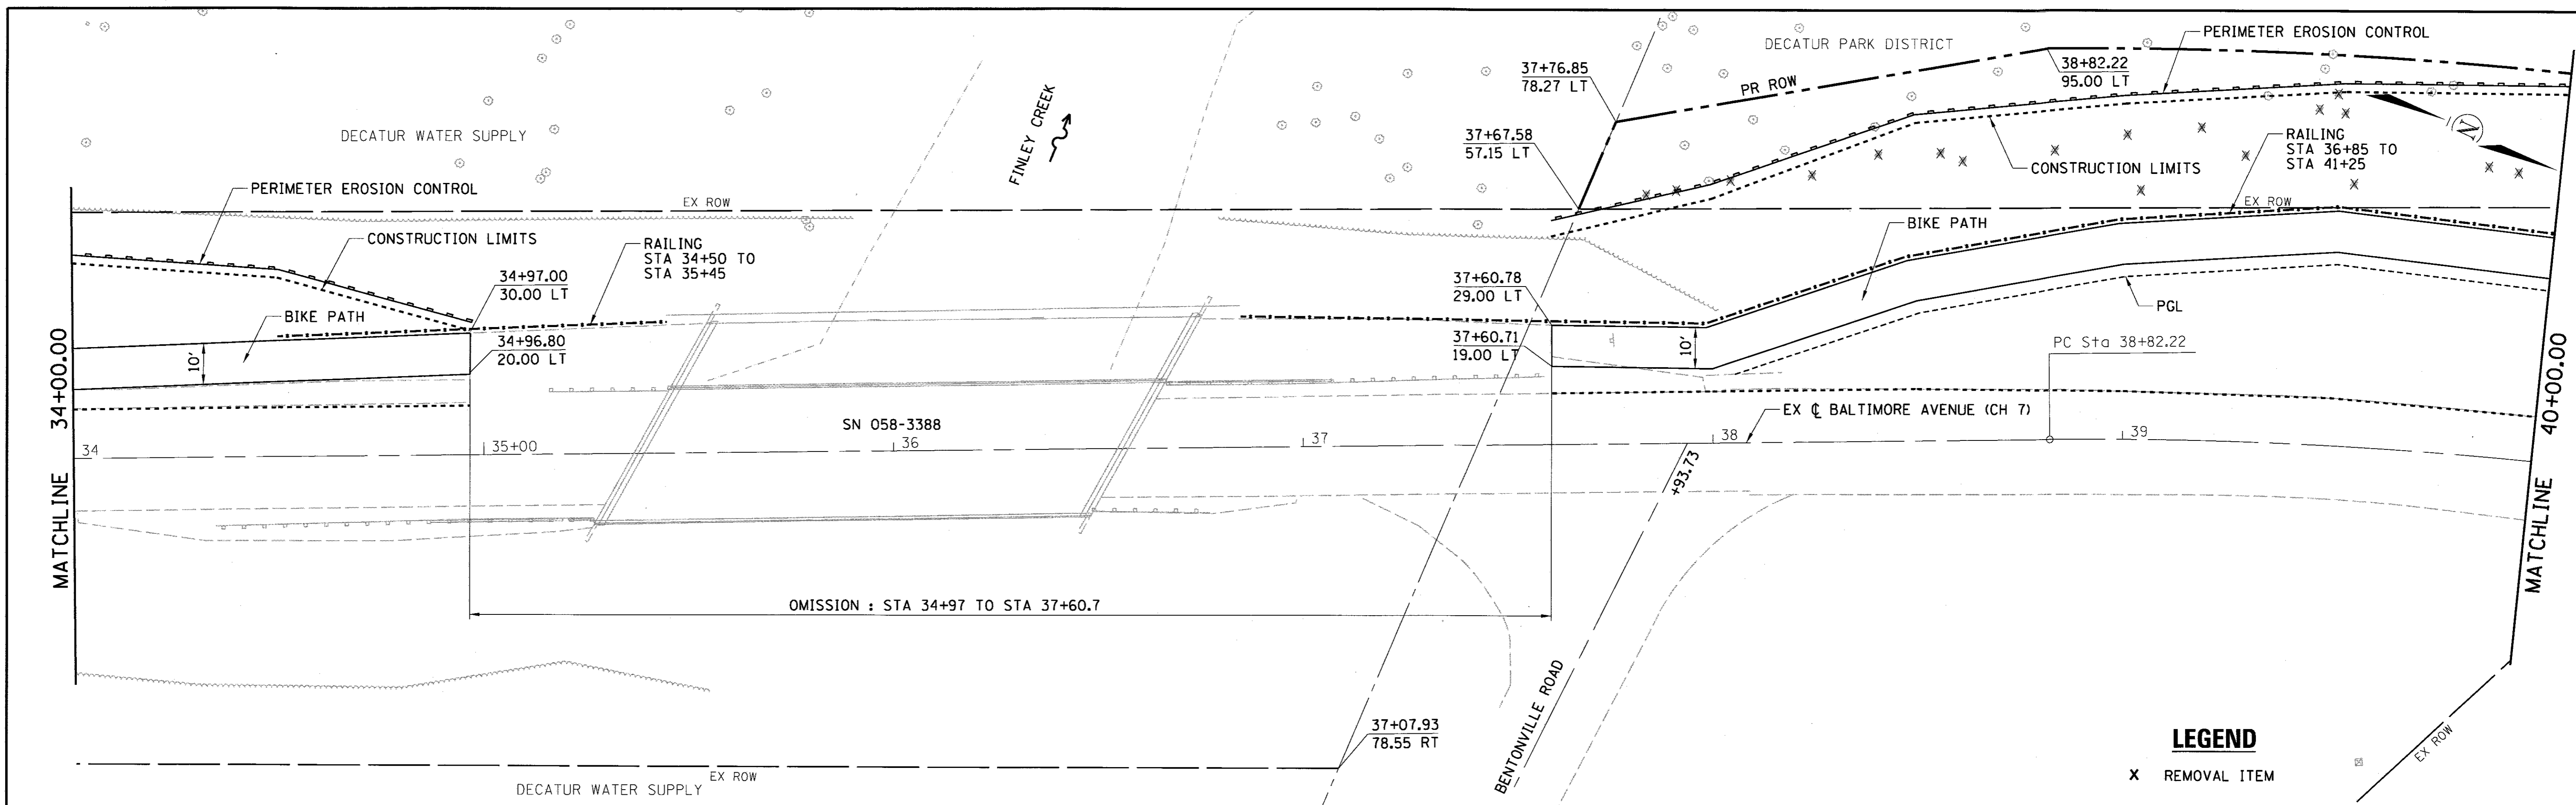 DECATUR PARK DISTRICT
PERIMETER EROSION CONTROL
37+76.85
78.27 LT
PR ROW
38+82.22
95.00 LT
DECATUR WATER SUPPLY
FINLEY CREEK
37+67.58
57.15 LT
N
RAILING
STA 36+85 TO
STA 41+25
CONSTRUCTION LIMITS
PERIMETER EROSION CONTROL
EX ROW
EX ROW
CONSTRUCTION LIMITS
RAILING
STA 34+50 TO
STA 35+45
34+97.00
30.00 LT
37+60.78
29.00 LT
BIKE PATH
BIKE PATH
PGL
10'
34+96.80
20.00 LT
37+60.71
19.00 LT
10'
PC Sta 38+82.22
MATCHLINE 34+00.00
MATCHLINE 40+00.00
SN 058-3388
EX ℄ BALTIMORE AVENUE (CH 7)
34
35+00
36
37
38
39
+93.73
OMISSION : STA 34+97 TO STA 37+60.7
BENTONVILLE ROAD
37+07.93
78.55 RT
EX ROW
DECATUR WATER SUPPLY
EX ROW
LEGEND
X REMOVAL ITEM